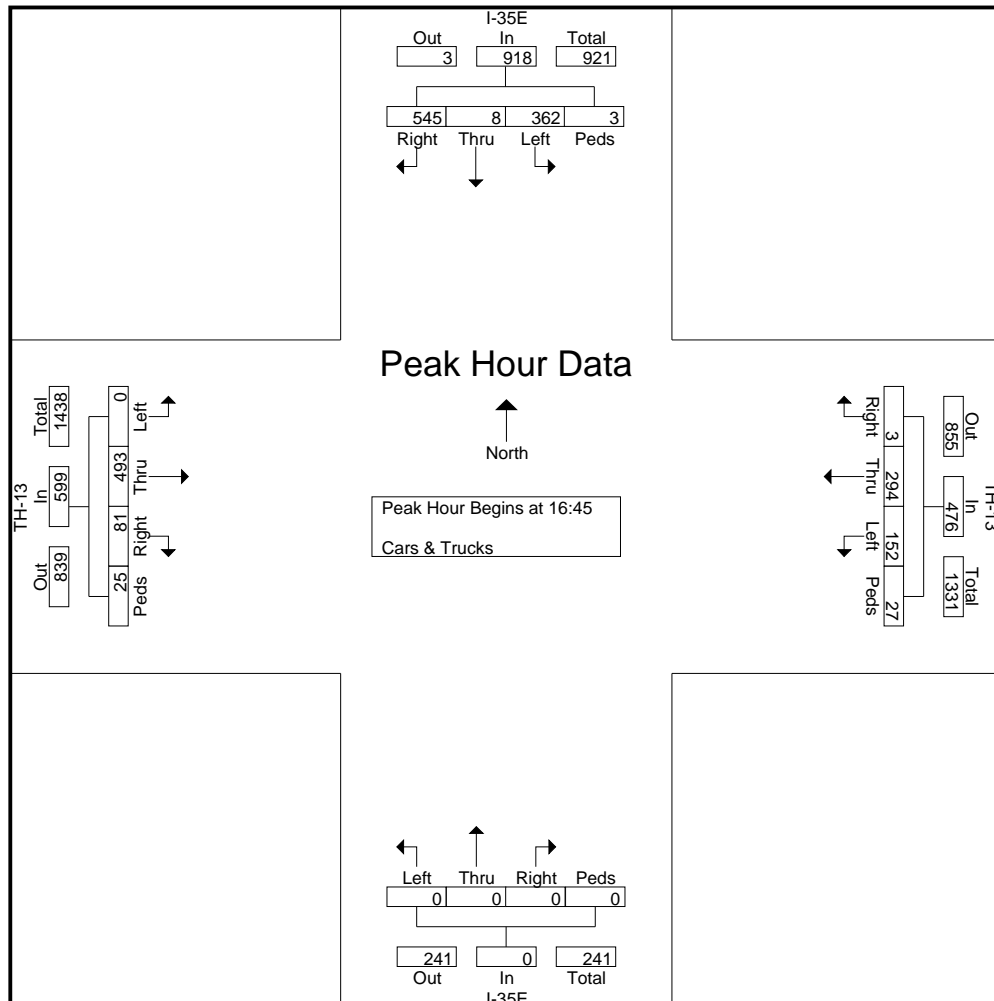 I-35E
Out In Total
3 918 921
545 8 362 3
Right Thru Left Peds
Peak Hour Data
North
Peak Hour Begins at 16:45
Cars & Trucks
TH-13
Total In Out
1438 599 839
0 493 81 25
Left Thru Right Peds
TH-13
Out In Total
855 476 1331
3 294 152 27
Right Thru Left Peds
Left Thru Right Peds
0 0 0 0
241 0 241
Out In Total
I-35E